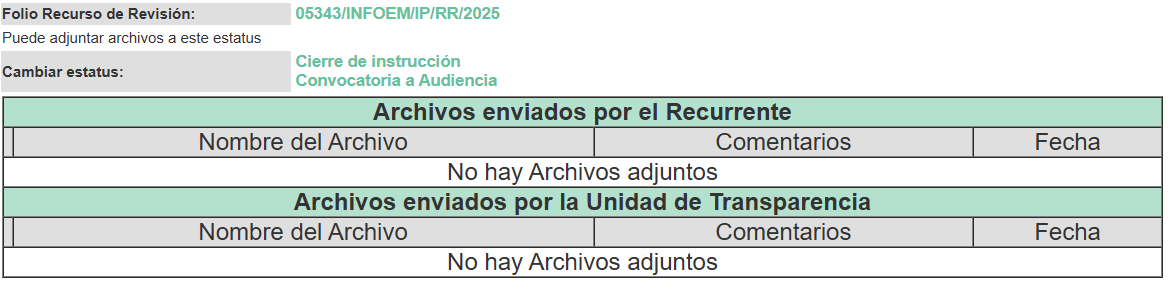 Folio Recurso de Revisión: 05343/INFOEM/IP/RR/2025
Puede adjuntar archivos a este estatus
Cambiar estatus: Cierre de instrucción
Convocatoria a Audiencia
Archivos enviados por el Recurrente
Nombre del Archivo Comentarios Fecha
No hay Archivos adjuntos
Archivos enviados por la Unidad de Transparencia
Nombre del Archivo Comentarios Fecha
No hay Archivos adjuntos